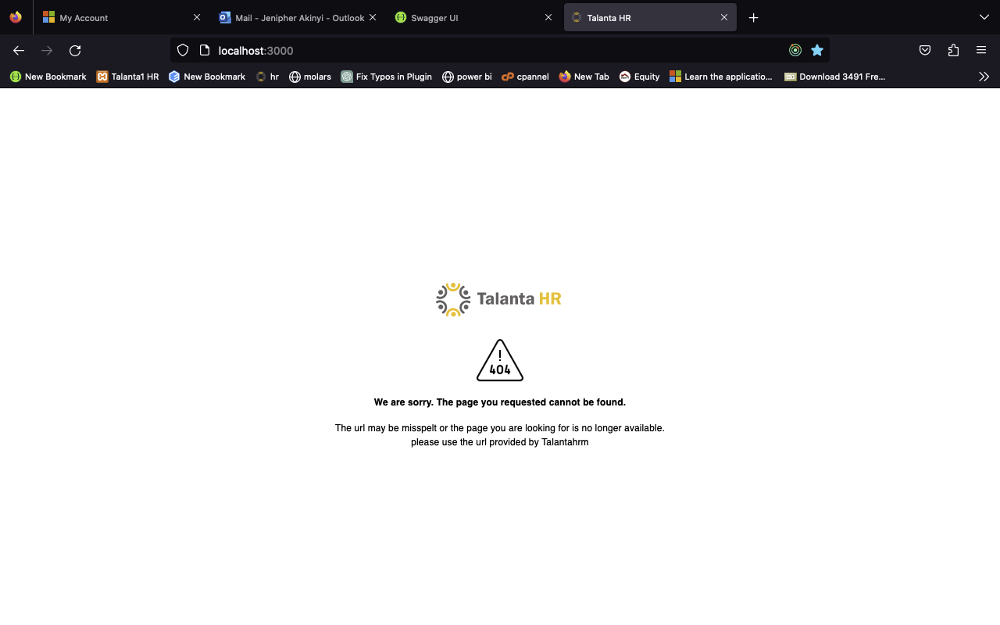 My Account
Mail - Jenipher Akinyi - Outlook
Swagger UI
Talanta HR
localhost:3000
New Bookmark
Talanta1 HR
New Bookmark
hr
molars
Fix Typos in Plugin
power bi
cP cpannel
New Tab
Equity
Learn the applicatio...
Download 3491 Fre...
Talanta HR
!
404
We are sorry. The page you requested cannot be found.
The url may be misspelt or the page you are looking for is no longer available.
please use the url provided by Talantahrm